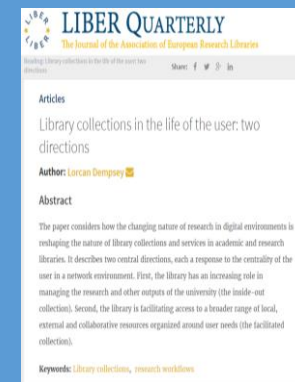 LIBER QUARTERLY
The Journal of the Association of European Research Libraries
Reading: Library collections in the life of the user: two
directions
Share:
Articles
Library collections in the life of the user: two
directions
Author: Lorcan Dempsey
Abstract
The paper considers how the changing nature of research in digital environments is
reshaping the nature of library collections and services in academic and research
libraries. It describes two central directions, each a response to the centrality of the
user in a network environment. First, the library has an increasing role in
managing the research and other outputs of the university (the inside-out
collection). Second, the library is facilitating access to a broader range of local,
external and collaborative resources organized around user needs (the facilitated
collection).
Keywords: Library collections, research workflows